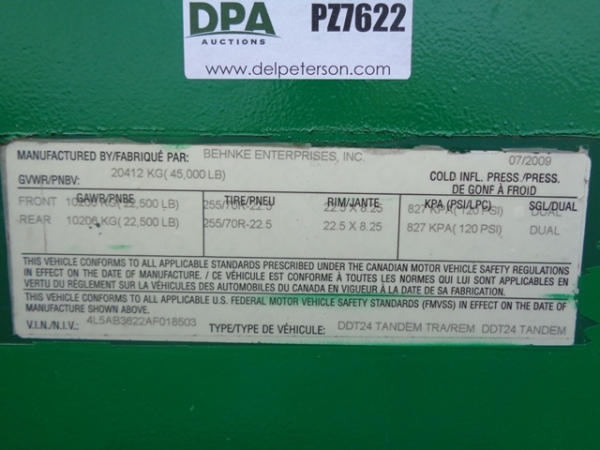 DPA PZ7622
AUCTIONS
www.delpeterson.com
MANUFACTURED BY/FABRIQUÉ PAR: BEHNKE ENTERPRISES, INC. 07/2009
GVWR/PNBV: 20412 KG( 45,000 LB) COLD INFL. PRESS./PRESS.
DE GONF À FROID
GAWR/PNBE TIRE/PNEU RIM/JANTE KPA (PSI/LPC) SGL/DUAL
FRONT 10206 KG( 22,500 LB) 255/70R-22.5 22.5 X 8.25 827 KPA( 120 PSI) DUAL
REAR 10206 KG( 22,500 LB) 255/70R-22.5 22.5 X 8.25 827 KPA( 120 PSI) DUAL
THIS VEHICLE CONFORMS TO ALL APPLICABLE STANDARDS PRESCRIBED UNDER THE CANADIAN MOTOR VEHICLE SAFETY REGULATIONS
IN EFFECT ON THE DATE OF MANUFACTURE. / CE VÉHICULE EST CONFORME À TOUTES LES NORMES QUI LUI SONT APPLICABLES EN
VERTU DU RÈGLEMENT SUR LA SÉCURITÉ DES VÉHICULES AUTOMOBILES DU CANADA EN VIGUEUR À LA DATE DE SA FABRICATION.
THIS VEHICLE CONFORMS TO ALL APPLICABLE U.S. FEDERAL MOTOR VEHICLE SAFETY STANDARDS (FMVSS) IN EFFECT ON THE DATE OF
MANUFACTURE SHOWN ABOVE.
V.I.N./N.I.V.: 4L5AB3622AF018503 TYPE/TYPE DE VÉHICULE: DDT24 TANDEM TRA/REM DDT24 TANDEM